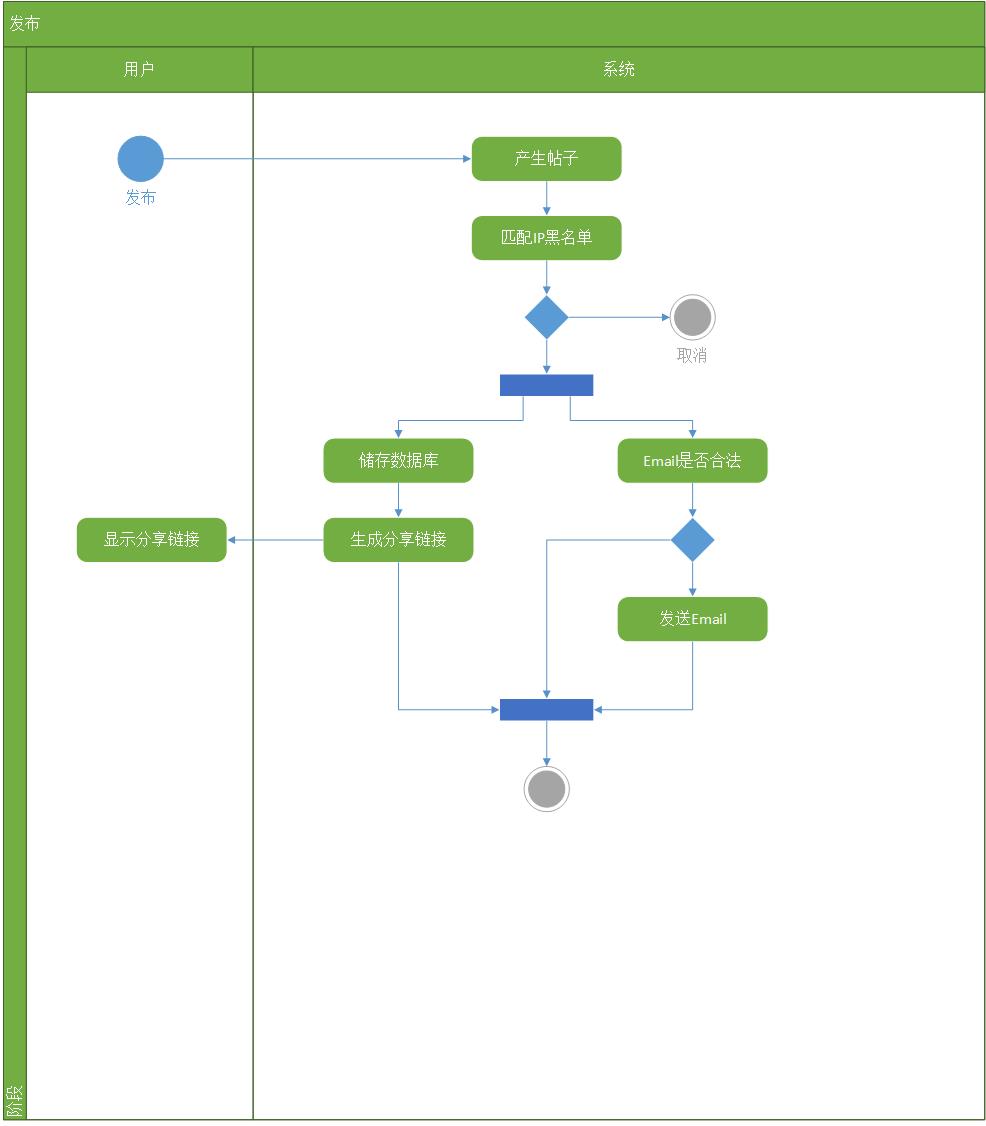 发布
用户
系统
发布
产生帖子
匹配IP黑名单
取消
储存数据库
Email是否合法
显示分享链接
生成分享链接
发送Email
阶段